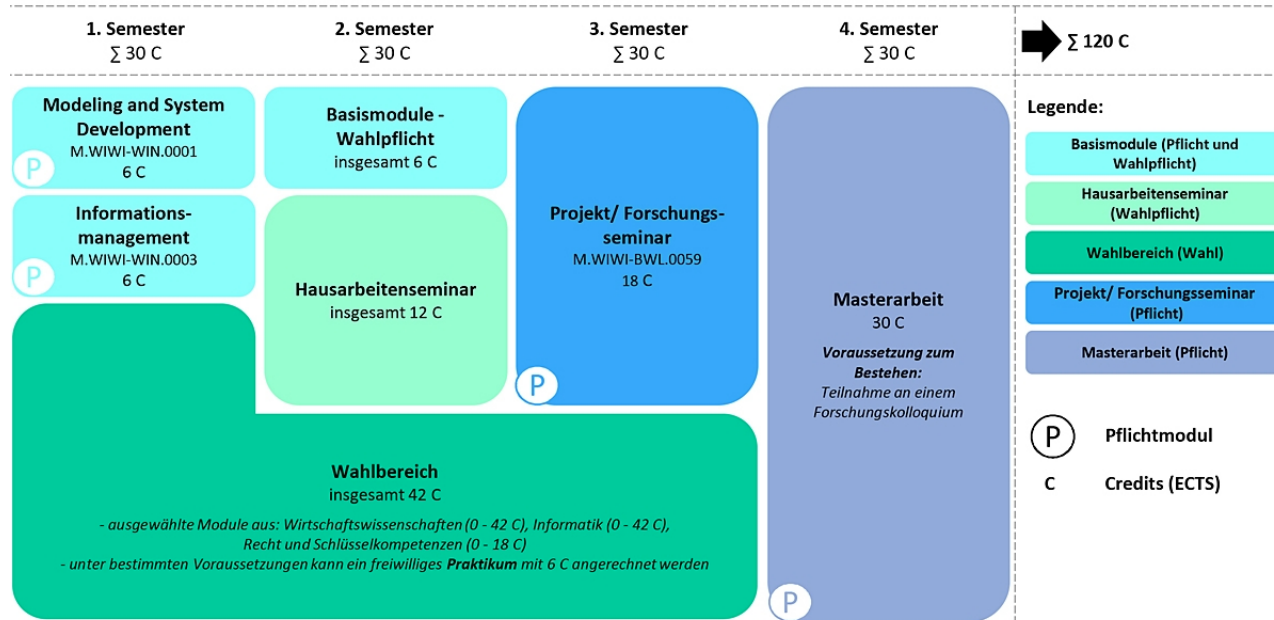 1. Semester
∑ 30 C
2. Semester
∑ 30 C
3. Semester
∑ 30 C
4. Semester
∑ 30 C
∑ 120 C
Modeling and System
Development
M.WIWI-WIN.0001
6 C
P
Informations-
management
M.WIWI-WIN.0003
6 C
P
Basismodule -
Wahlpflicht
insgesamt 6 C
Hausarbeitenseminar
insgesamt 12 C
Projekt/ Forschungs-
seminar
M.WIWI-BWL.0059
18 C
P
Masterarbeit
30 C
Voraussetzung zum
Bestehen:
Teilnahme an einem
Forschungskolloquium
P
Wahlbereich
insgesamt 42 C
- ausgewählte Module aus: Wirtschaftswissenschaften (0 - 42 C), Informatik (0 - 42 C),
Recht und Schlüsselkompetenzen (0 - 18 C)
- unter bestimmten Voraussetzungen kann ein freiwilliges Praktikum mit 6 C angerechnet werden
Legende:
Basismodule (Pflicht und
Wahlpflicht)
Hausarbeitenseminar
(Wahlpflicht)
Wahlbereich (Wahl)
Projekt/ Forschungsseminar
(Pflicht)
Masterarbeit (Pflicht)
P Pflichtmodul
C Credits (ECTS)